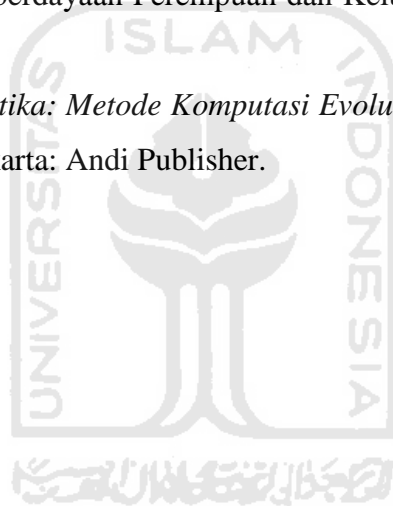 berdayaan Perempuan dan Kel
ISLAM
tika: Metode Komputasi Evolu
arta: Andi Publisher.
UNIVERSITAS
INDONESIA